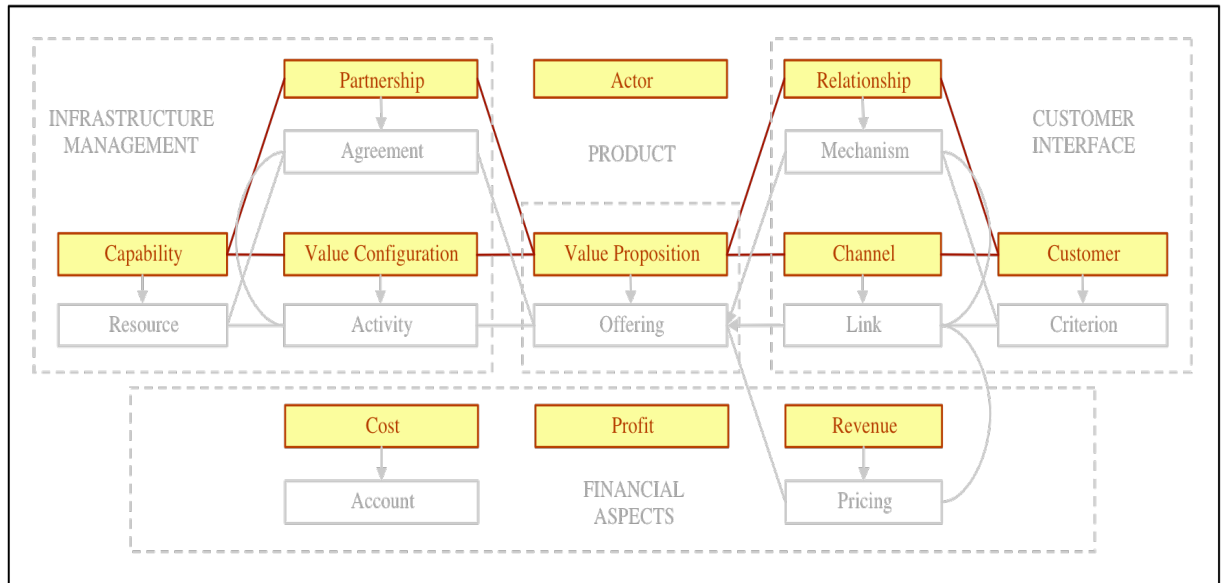 Partnership
Actor
Relationship
INFRASTRUCTURE
MANAGEMENT
CUSTOMER
INTERFACE
Agreement
PRODUCT
Mechanism
Capability
Value Configuration
Value Proposition
Channel
Customer
Resource
Activity
Offering
Link
Criterion
Cost
Profit
Revenue
Account
FINANCIAL
ASPECTS
Pricing